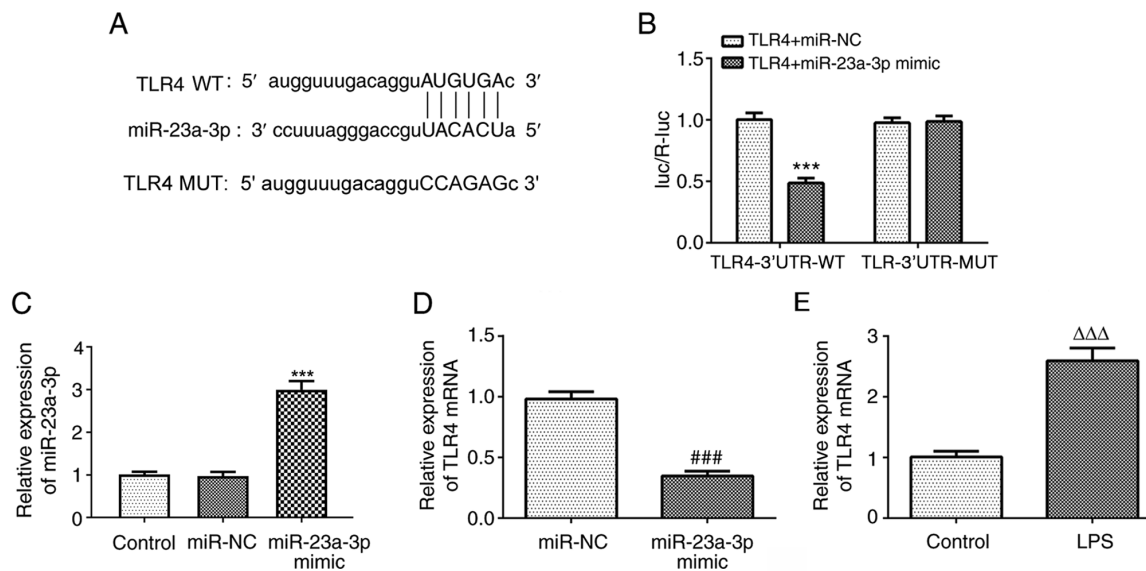 A
TLR4 WT: 5′ augguuugacagguAUGUGAc 3′
miR-23a-3p : 3′ ccuuuagggaccguUACACUa 5′
TLR4 MUT: 5' augguuugacagguCCAGAGc 3'
B
TLR4+miR-NC
TLR4+miR-23a-3p mimic
luc/R-luc
1.5
1.0
0.5
0.0
***
TLR4-3'UTR-WT TLR-3'UTR-MUT
C
Relative expression
of miR-23a-3p
4
3
2
1
0
***
Control miR-NC miR-23a-3p
mimic
D
Relative expression
of TLR4 mRNA
1.5
1.0
0.5
0.0
###
miR-NC miR-23a-3p
mimic
E
Relative expression
of TLR4 mRNA
3
2
1
0
ΔΔΔ
Control LPS